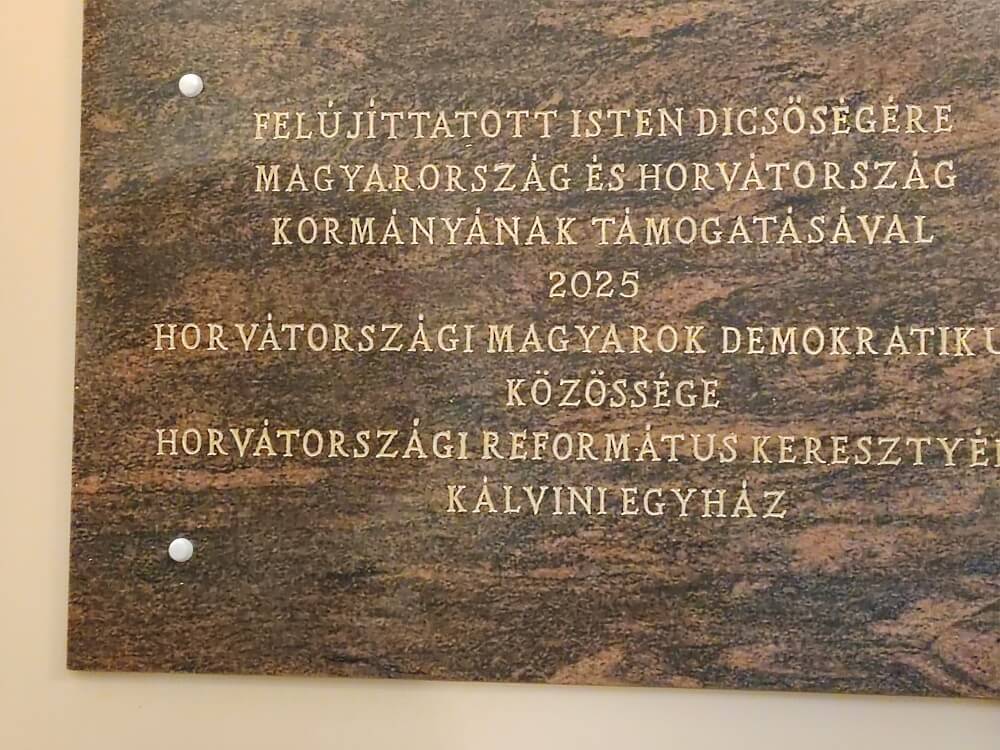 FELÚJÍTTATOTT ISTEN DICSŐSÉGÉRE
MAGYARORSZÁG ÉS HORVÁTORSZÁG
KORMÁNYÁNAK TÁMOGATÁSÁVAL
2025
HORVÁTORSZÁGI MAGYAROK DEMOKRATIKU
KÖZÖSSÉGE
HORVÁTORSZÁGI REFORMÁTUS KERESZTYÉ
KÁLVINI EGYHÁZ